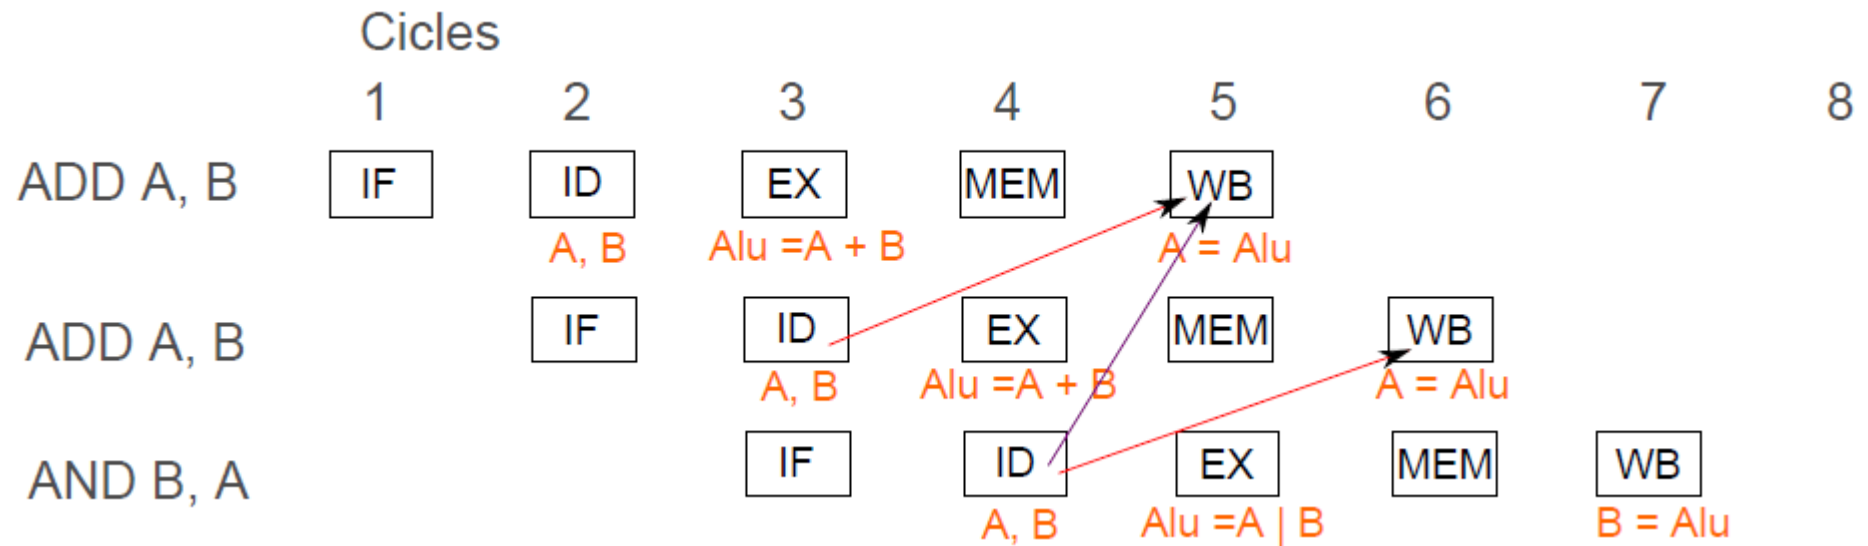 Cicles
1 2 3 4 5 6 7 8
ADD A, B IF ID EX MEM WB
A, B Alu =A + B A = Alu
ADD A, B IF ID EX MEM WB
A, B Alu =A + B A = Alu
AND B, A IF ID EX MEM WB
A, B Alu =A | B B = Alu